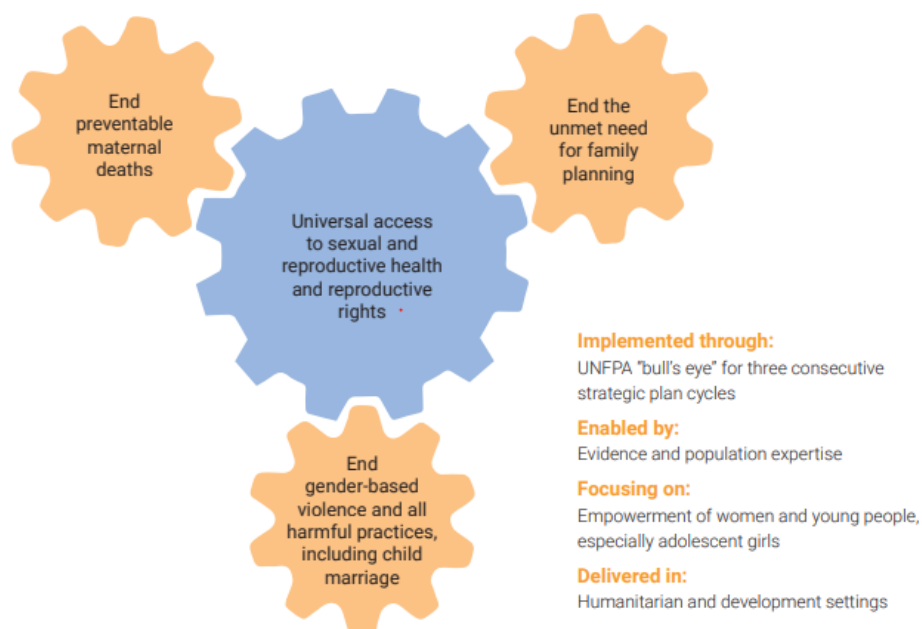 End
preventable
maternal
deaths
End the
unmet need
for family
planning
Universal access
to sexual and
reproductive health
and reproductive
rights
End
gender-based
violence and all
harmful practices,
including child
marriage
Implemented through:
UNFPA “bull’s eye” for three consecutive
strategic plan cycles
Enabled by:
Evidence and population expertise
Focusing on:
Empowerment of women and young people,
especially adolescent girls
Delivered in:
Humanitarian and development settings